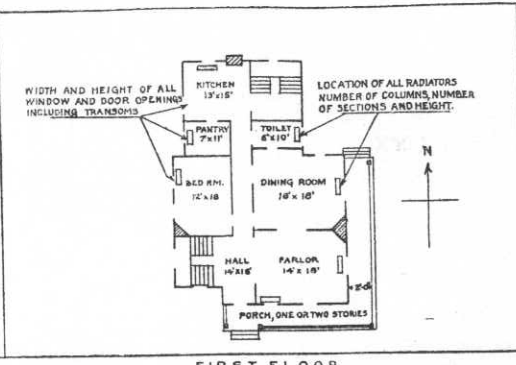 KITCHEN
13'x15'
WIDTH AND HEIGHT OF ALL
WINDOW AND DOOR OPENINGS
INCLUDING TRANSOMS
LOCATION OF ALL RADIATORS
NUMBER OF COLUMNS, NUMBER
OF SECTIONS AND HEIGHT.
PANTRY
7'x11'
TOILET
8'x10'
N
BED RM.
12'x18
DINING ROOM
16'x18'
HALL
14'x16'
PARLOR
14'x18'
PORCH, ONE OR TWO STORIES
FIRST FLOOR